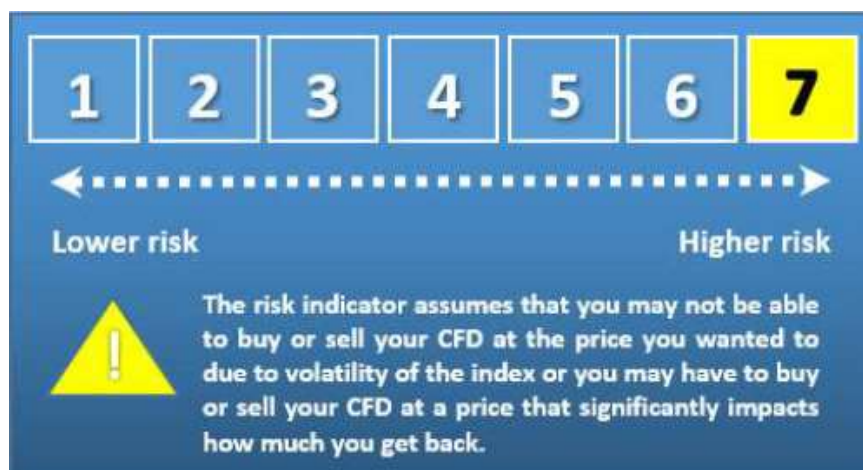 1 2 3 4 5 6 7
Lower risk Higher risk
!
The risk indicator assumes that you may not be able
to buy or sell your CFD at the price you wanted to
due to volatility of the index or you may have to buy
or sell your CFD at a price that significantly impacts
how much you get back.